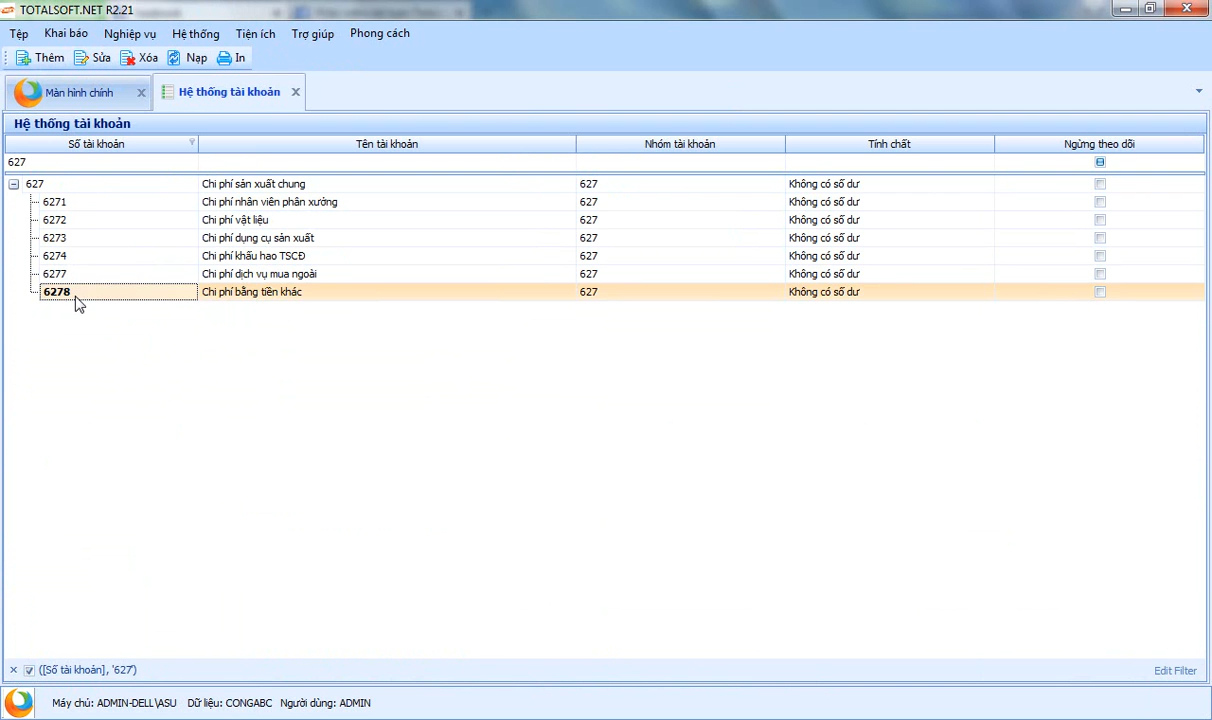 TOTALSOFT.NET R2.21
Tệp Khai báo Nghiệp vụ Hệ thống Tiện ích Trợ giúp Phong cách
Thêm Sửa Xóa Nạp In
Màn hình chính Hệ thống tài khoản
Hệ thống tài khoản
Số tài khoản Tên tài khoản Nhóm tài khoản Tính chất Ngừng theo dõi
627
627 Chi phí sản xuất chung 627 Không có số dư
6271 Chi phí nhân viên phân xưởng 627 Không có số dư
6272 Chi phí vật liệu 627 Không có số dư
6273 Chi phí dụng cụ sản xuất 627 Không có số dư
6274 Chi phí khấu hao TSCĐ 627 Không có số dư
6277 Chi phí dịch vụ mua ngoài 627 Không có số dư
6278 Chi phí bằng tiền khác 627 Không có số dư
([Số tài khoản], '627') Edit Filter
Máy chủ: ADMIN-DELL\ASU Dữ liệu: CONGABC Người dùng: ADMIN